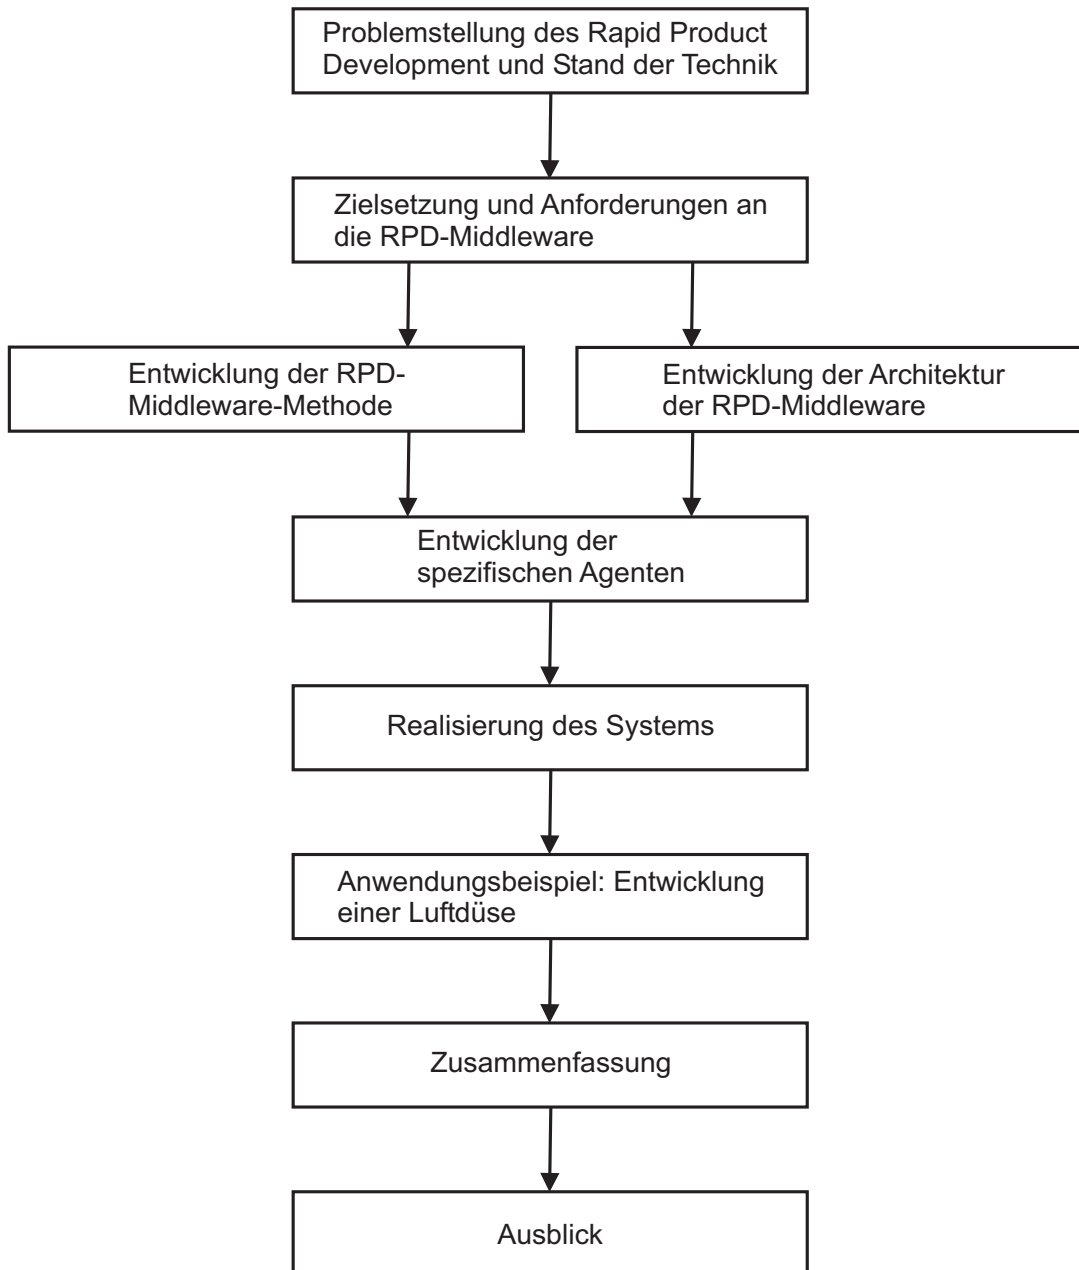 Problemstellung des Rapid Product
Development und Stand der Technik
Zielsetzung und Anforderungen an
die RPD-Middleware
Entwicklung der RPD-
Middleware-Methode
Entwicklung der Architektur
der RPD-Middleware
Entwicklung der
spezifischen Agenten
Realisierung des Systems
Anwendungsbeispiel: Entwicklung
einer Luftdüse
Zusammenfassung
Ausblick